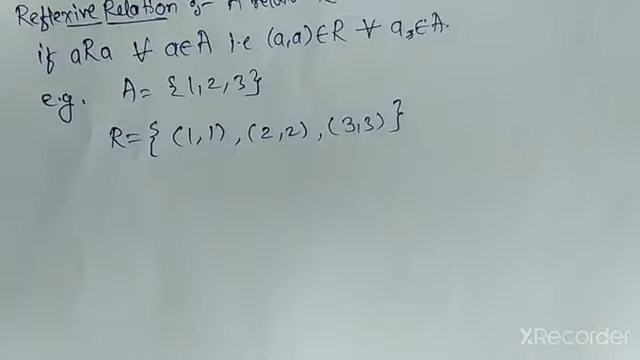 Reflexive Relation :- A
if aRa ∀ a∈A i.e (a,a)∈R ∀ a,∈A.
e.g. A = {1,2,3}
R = { (1,1), (2,2), (3,3) }
XRecorder